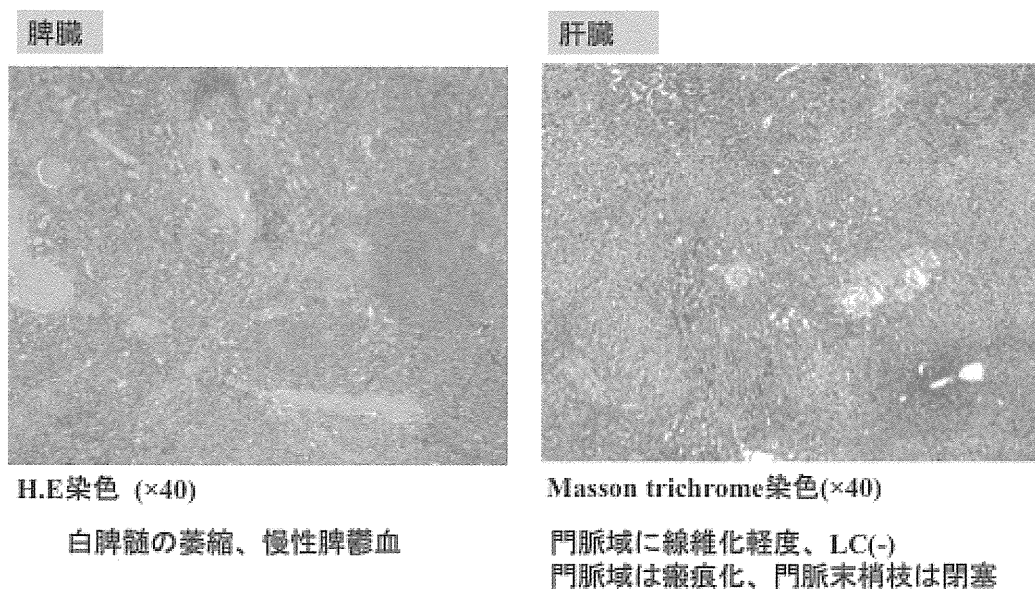 脾臓
肝臓
H.E染色 (×40)
Masson trichrome染色(×40)
白脾髄の萎縮、慢性脾鬱血
門脈域に線維化軽度、LC(-)
門脈域は瘢痕化、門脈末梢枝は閉塞